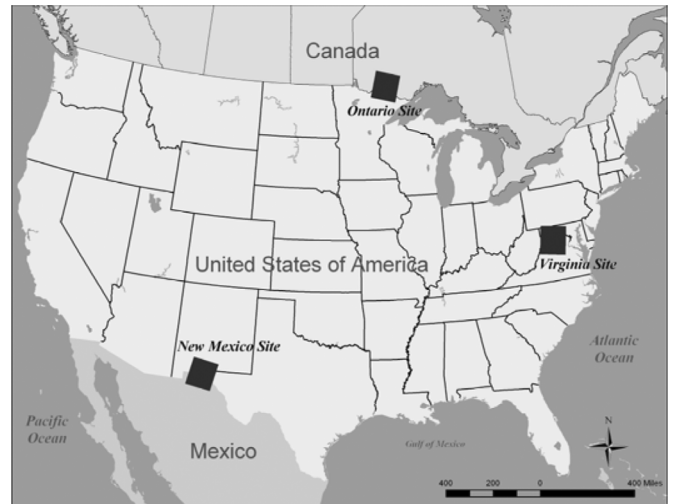 Canada
Ontario Site
United States of America
Virginia Site
New Mexico Site
Atlantic
Ocean
Pacific
Ocean
Mexico
Gulf of Mexico
N
400 200 0 400 Miles